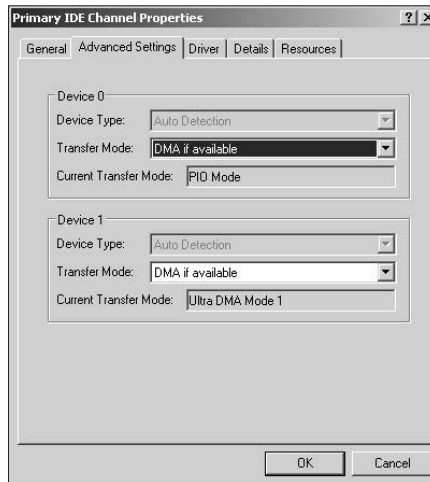 Primary IDE Channel Properties
General Advanced Settings Driver Details Resources
Device 0
Device Type: Auto Detection
Transfer Mode: DMA if available
Current Transfer Mode: PIO Mode
Device 1
Device Type: Auto Detection
Transfer Mode: DMA if available
Current Transfer Mode: Ultra DMA Mode 1
OK Cancel